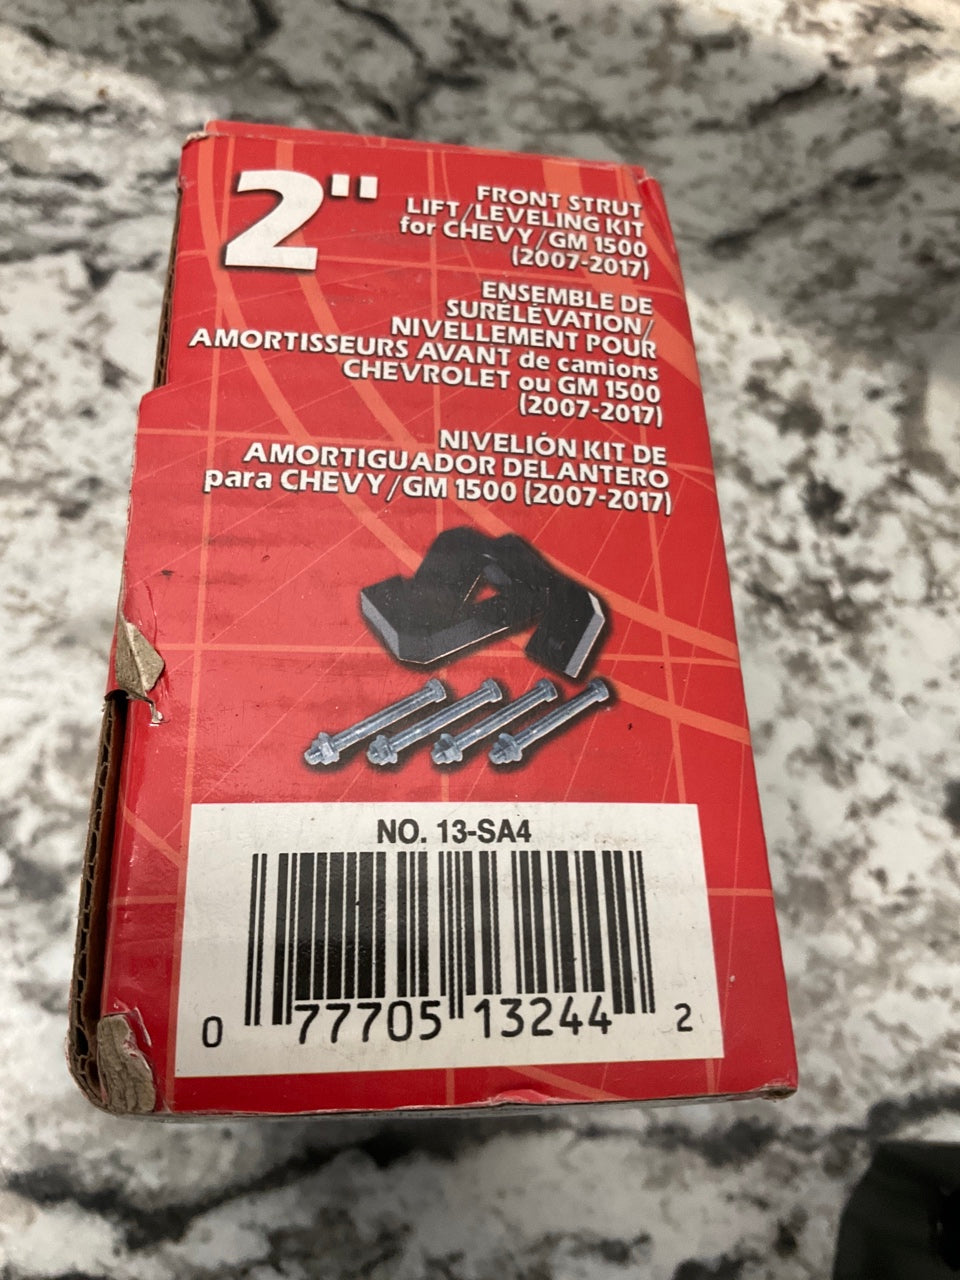 2"
FRONT STRUT
LIFT/LEVELING KIT
for CHEVY/GM 1500
(2007-2017)
ENSEMBLE DE
SURÉLÉVATION/
NIVELLEMENT POUR
AMORTISSEURS AVANT de camions
CHEVROLET ou GM 1500
(2007-2017)
NIVELIÓN KIT DE
AMORTIGUADOR DELANTERO
para CHEVY/GM 1500 (2007-2017)
NO. 13-SA4
0 77705 13244 2